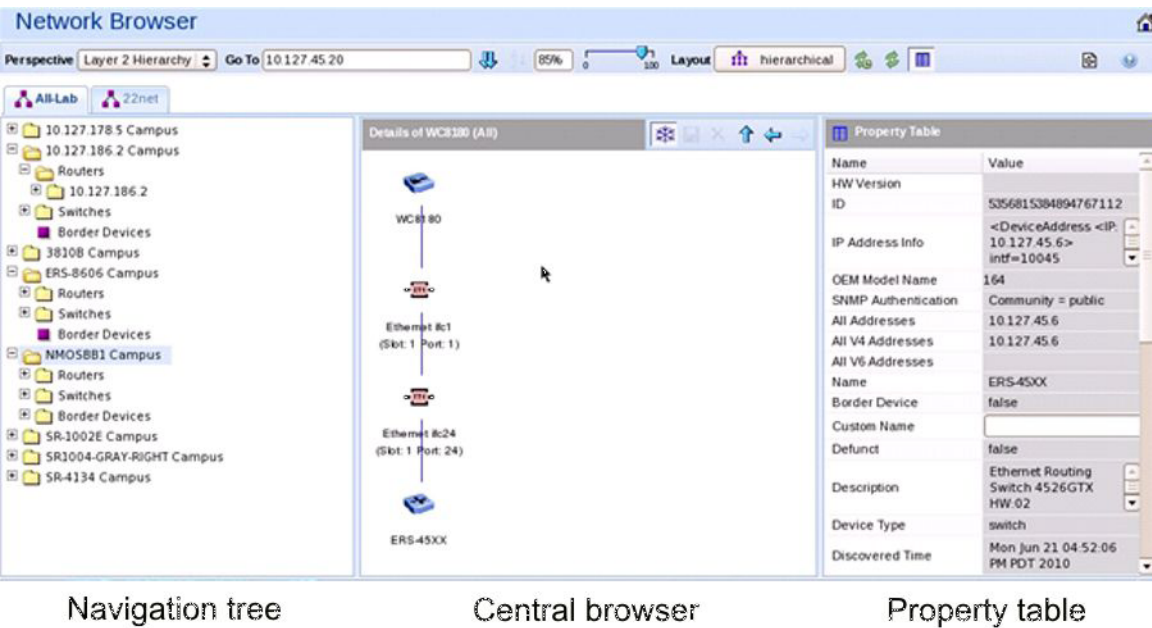 Network Browser
Perspective Layer 2 Hierarchy Go To 10.127.45.20 85% 0 100 Layout hierarchical
All-Lab 22net
10.127.178.5 Campus
10.127.186.2 Campus
Routers
10.127.186.2
Switches
Border Devices
3810B Campus
ERS-8606 Campus
Routers
Switches
Border Devices
NMOS881 Campus
Routers
Switches
Border Devices
SR-1002E Campus
SR1004-GRAY-RIGHT Campus
SR-4134 Campus
Details of WC8180 (All)
WC8180
Ethernet ifc1
(Slot: 1 Port: 1)
Ethernet ifc24
(Slot: 1 Port: 24)
ERS-45XX
Property Table
Name Value
HW Version
ID 5356815384894767112
IP Address Info <DeviceAddress <IP:
10.127.45.6>
intf=10045
OEM Model Name 164
SNMP Authentication Community = public
All Addresses 10.127.45.6
All V4 Addresses 10.127.45.6
All V6 Addresses
Name ERS-45XX
Border Device false
Custom Name
Defunct false
Description Ethernet Routing
Switch 4526GTX
HW:02
Device Type switch
Discovered Time Mon Jun 21 04:52:06
PM PDT 2010
Navigation tree Central browser Property table